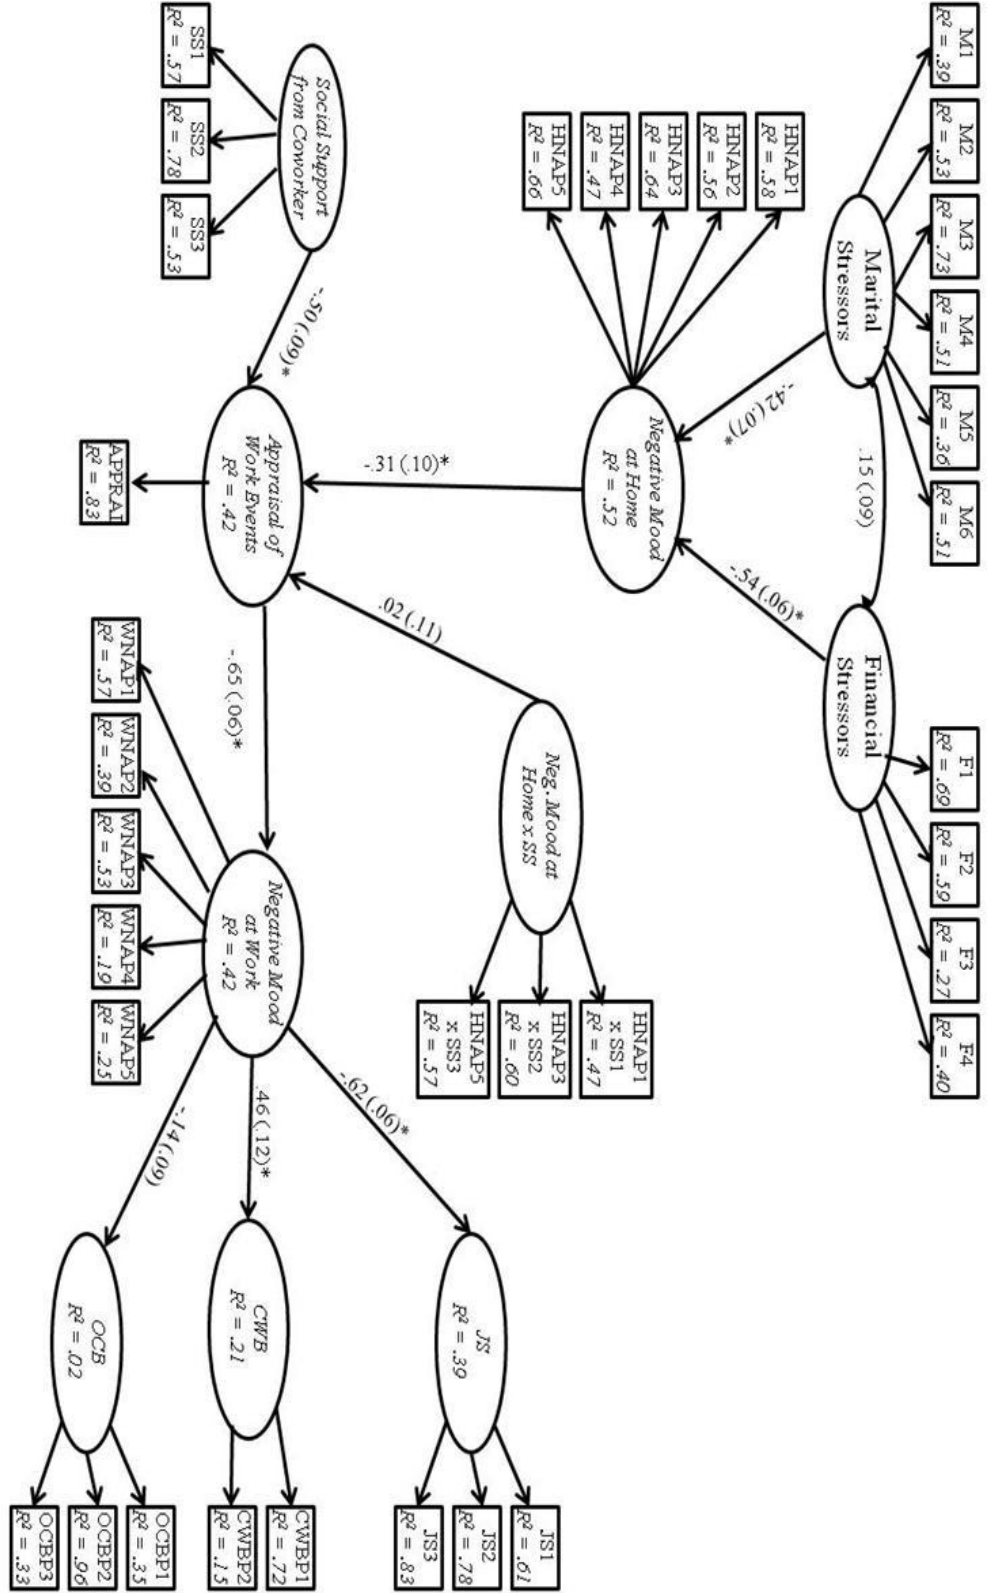 M1
R² = .39
M2
R² = .53
M3
R² = .73
M4
R² = .51
M5
R² = .36
M6
R² = .51
F1
R² = .69
F2
R² = .59
F3
R² = .27
F4
R² = .40
Marital
Stressors
.15 (.09)
Financial
Stressors
-.42 (.07)*
-.54 (.06)*
HNAP1
R² = .58
HNAP2
R² = .56
HNAP3
R² = .64
HNAP4
R² = .47
HNAP5
R² = .66
Negative Mood
at Home
R² = .52
Neg. Mood at
Home x SS
HNAP1
x SS1
R² = .47
HNAP3
x SS2
R² = .60
HNAP5
x SS3
R² = .57
-.31 (.10)*
.02 (.11)
Social Support
from Coworker
SS1
R² = .57
SS2
R² = .78
SS3
R² = .53
-.50 (.09)*
Appraisal of
Work Events
R² = .42
APPRAI
R² = .83
-.65 (.06)*
Negative Mood
at Work
R² = .42
WNAP1
R² = .57
WNAP2
R² = .39
WNAP3
R² = .53
WNAP4
R² = .19
WNAP5
R² = .25
-.62 (.06)*
.46 (.12)*
-.14 (.09)
JS
R² = .39
JS1
R² = .61
JS2
R² = .78
JS3
R² = .83
CWB
R² = .21
CWBP1
R² = .72
CWBP2
R² = .15
OCB
R² = .02
OCBP1
R² = .35
OCBP2
R² = .96
OCBP3
R² = .33